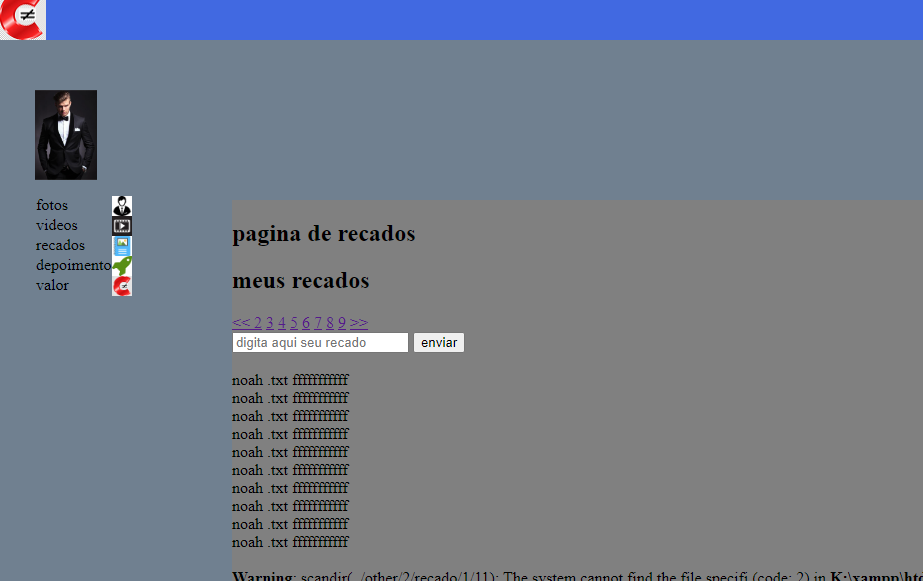 fotos
videos
recados
depoimento
valor
pagina de recados
meus recados
<< 2 3 4 5 6 7 8 9 >>
digita aqui seu recado enviar
noah .txt fffffffffff
noah .txt fffffffffff
noah .txt fffffffffff
noah .txt fffffffffff
noah .txt fffffffffff
noah .txt fffffffffff
noah .txt fffffffffff
noah .txt fffffffffff
noah .txt fffffffffff
noah .txt fffffffffff
Warning: scandir(../other/2/recado/1/11): The system cannot find the file specifi (code: 2) in K:\xampp\htc